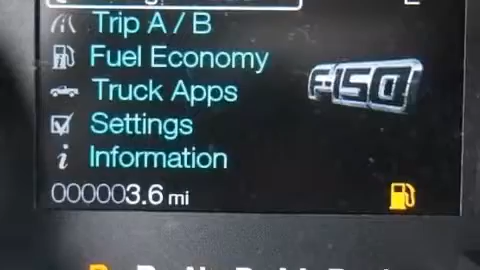 Trip A / B
Fuel Economy
Truck Apps
F-150
Settings
Information
000003.6 mi